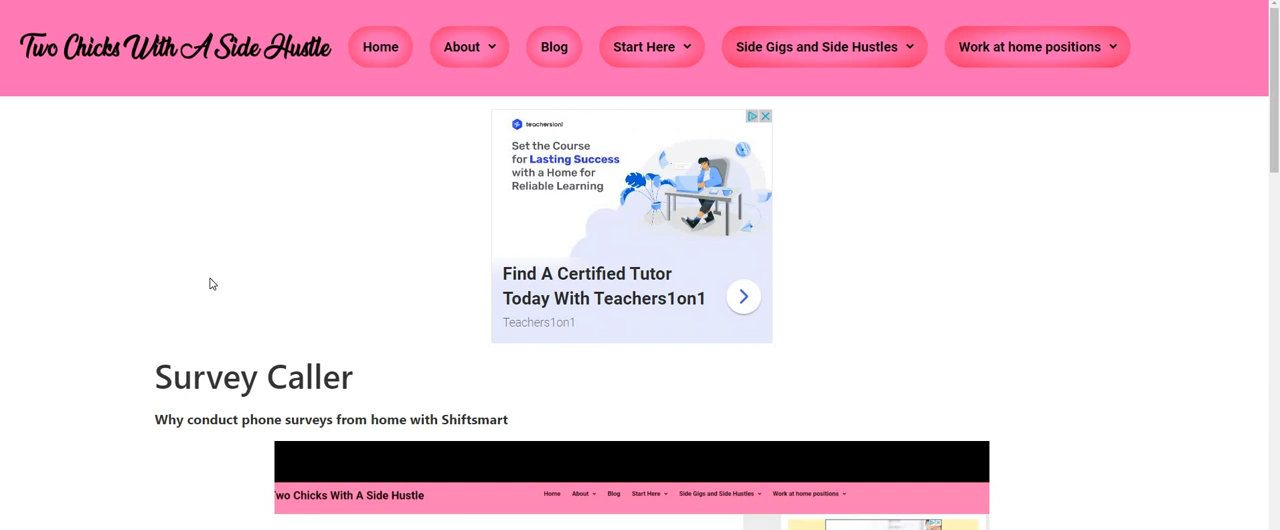 Two Chicks With A Side Hustle
Home
About
Blog
Start Here
Side Gigs and Side Hustles
Work at home positions
teacherson1
Set the Course
for Lasting Success
with a Home for
Reliable Learning
Find A Certified Tutor
Today With Teachers1on1
Teachers1on1
Survey Caller
Why conduct phone surveys from home with Shiftsmart
Two Chicks With A Side Hustle
Home
About
Blog
Start Here
Side Gigs and Side Hustles
Work at home positions